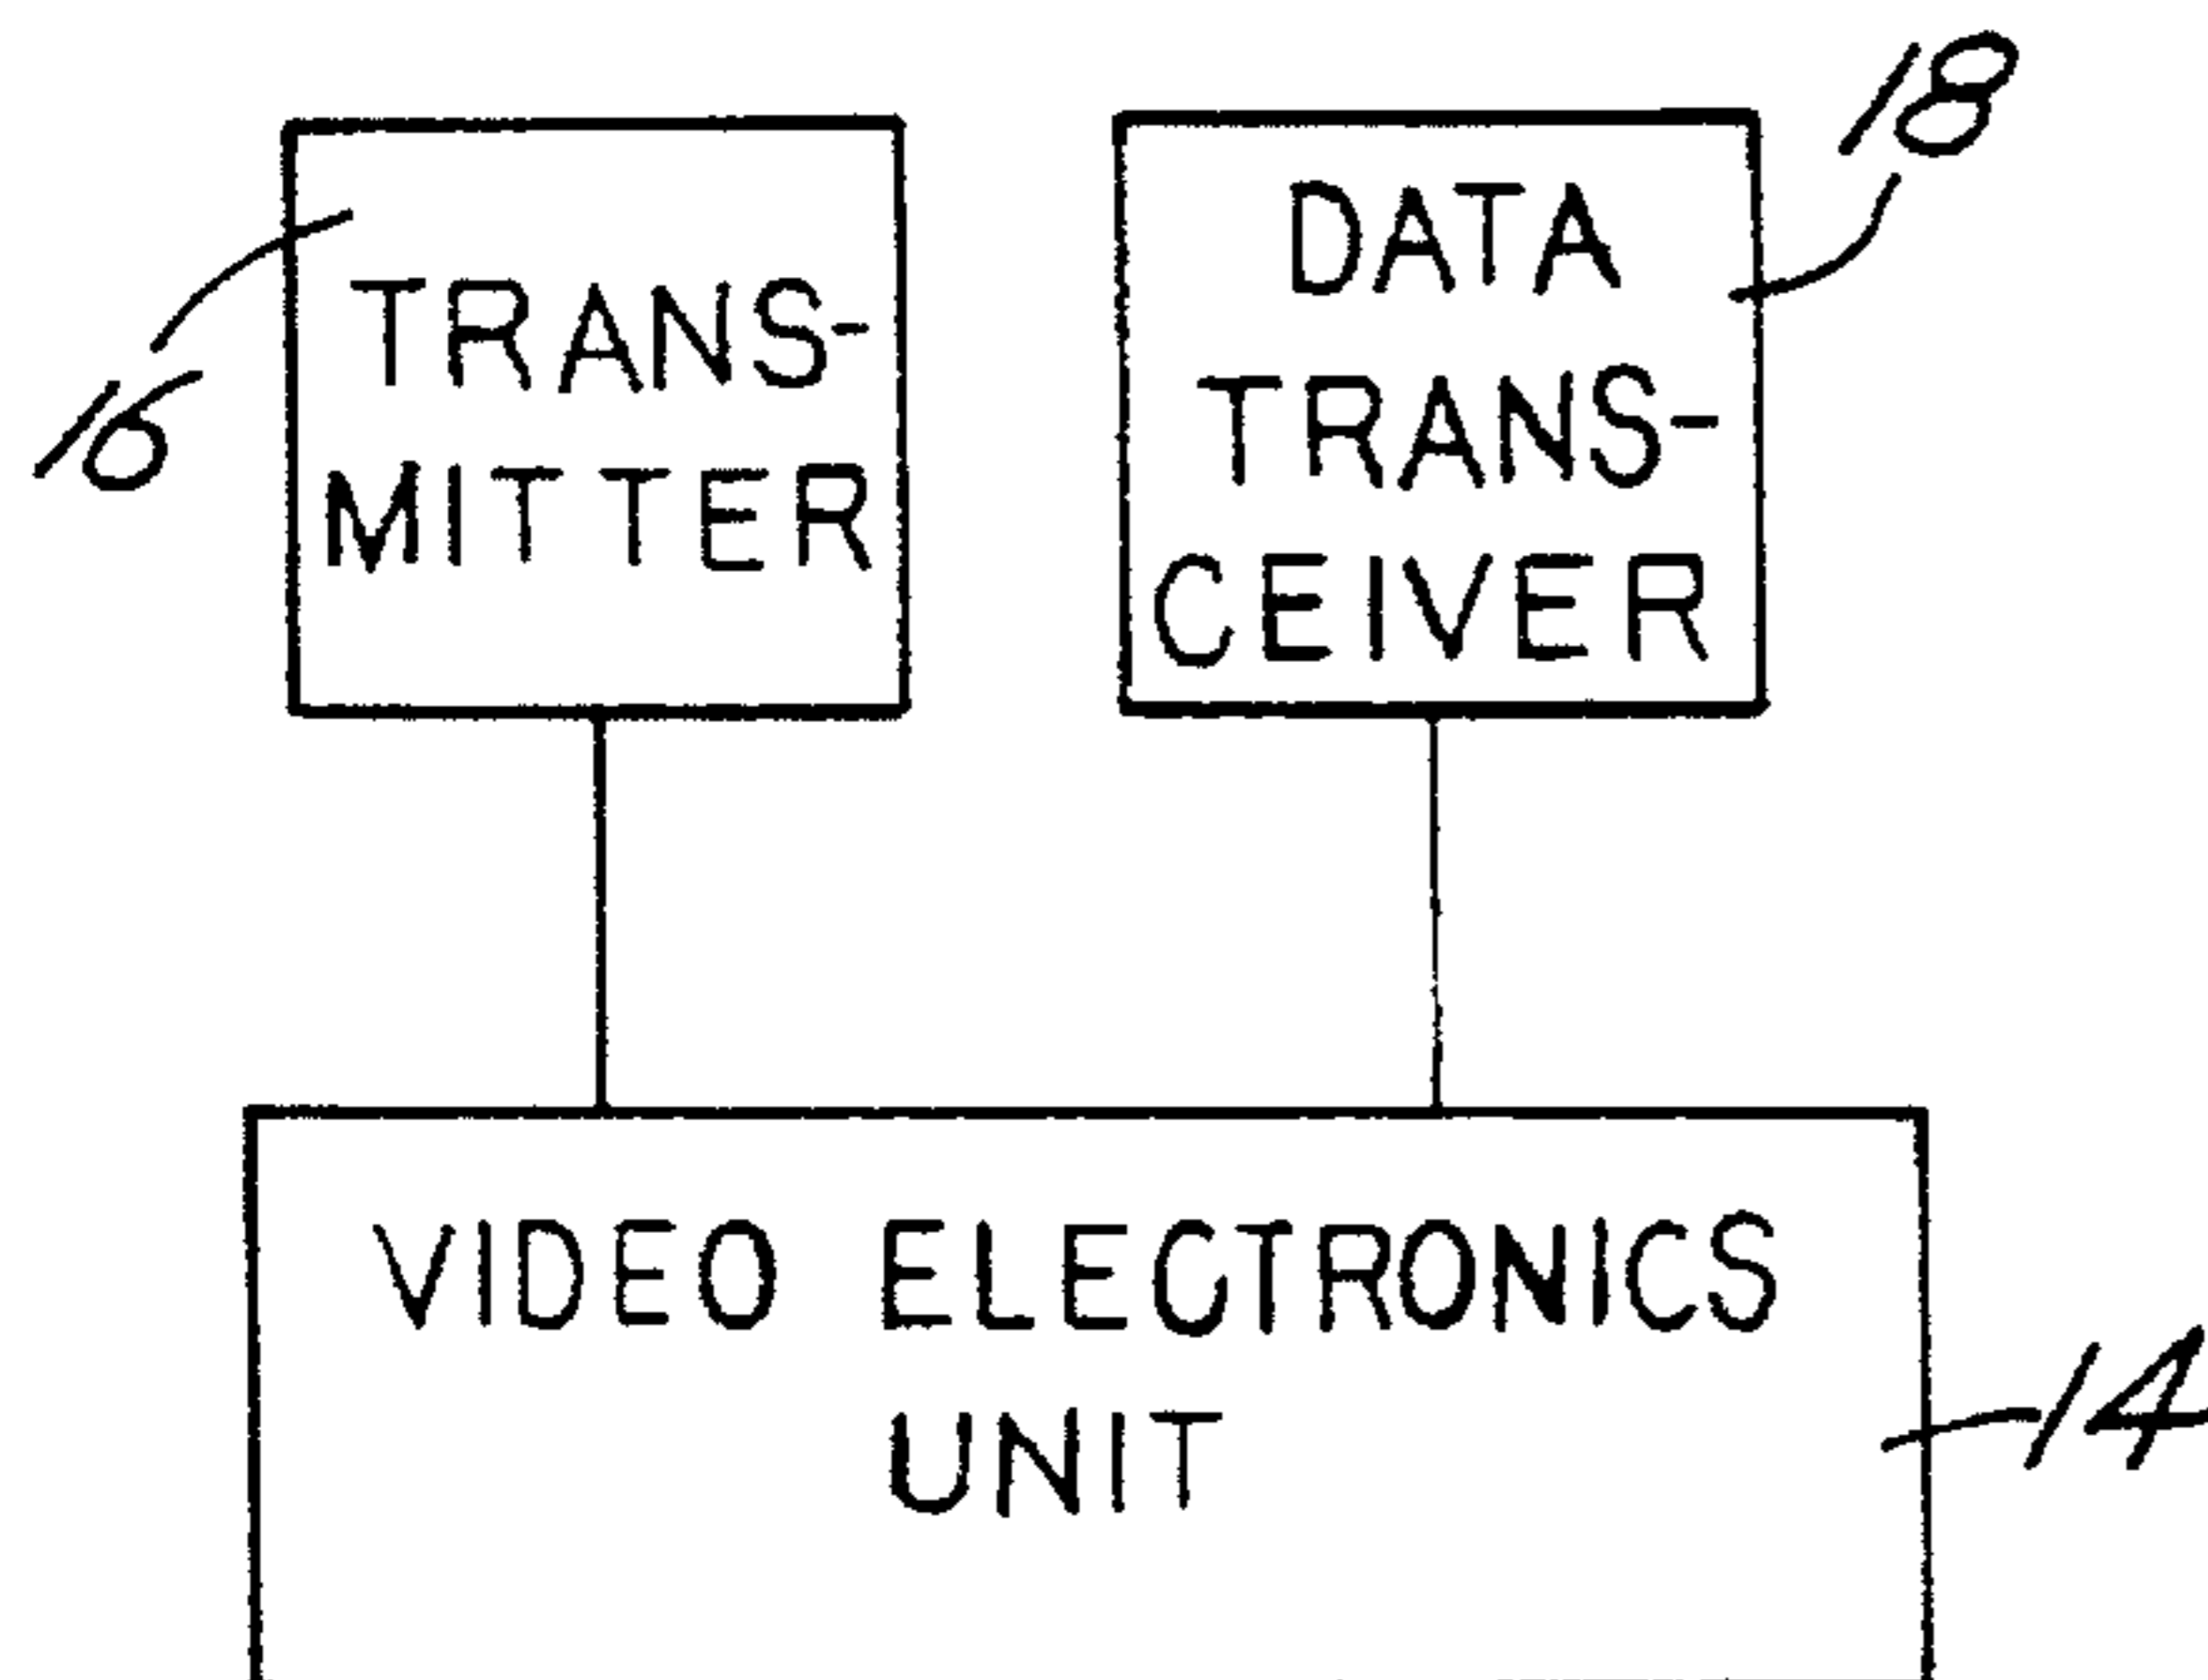 18
DATA
TRANS-
CEIVER
16
TRANS-
MITTER
VIDEO ELECTRONICS
UNIT
14